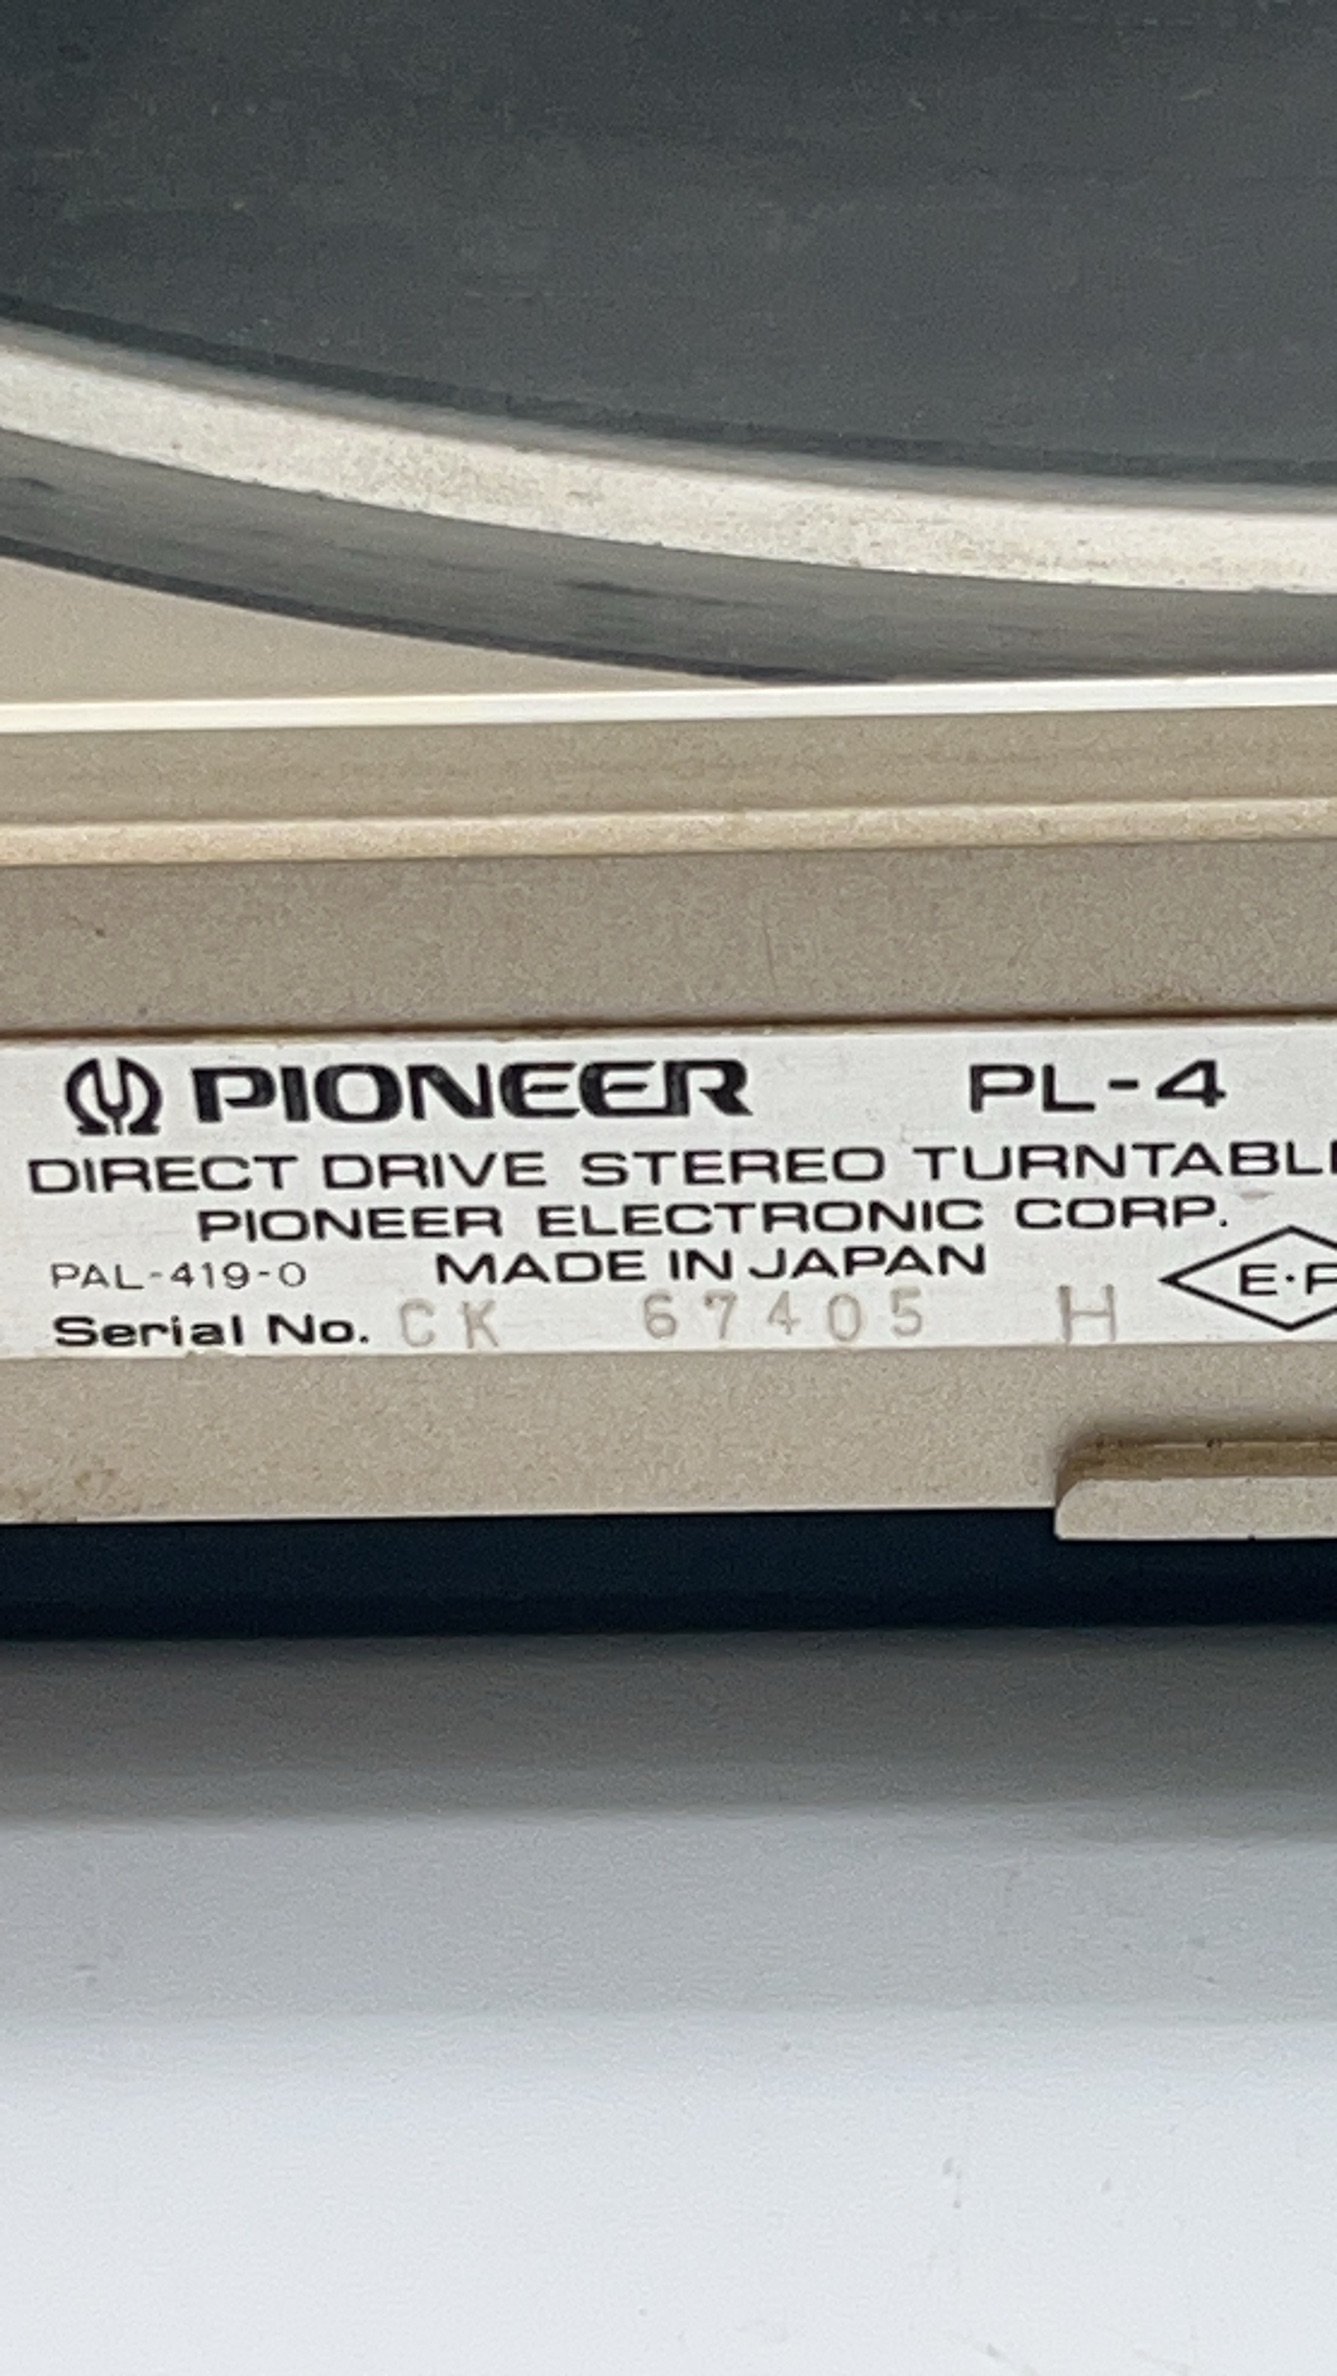 PIONEER PL-4
DIRECT DRIVE STEREO TURNTABL
PIONEER ELECTRONIC CORP.
PAL-419-0 MADE IN JAPAN
Serial No. CK 67405 H
E·P